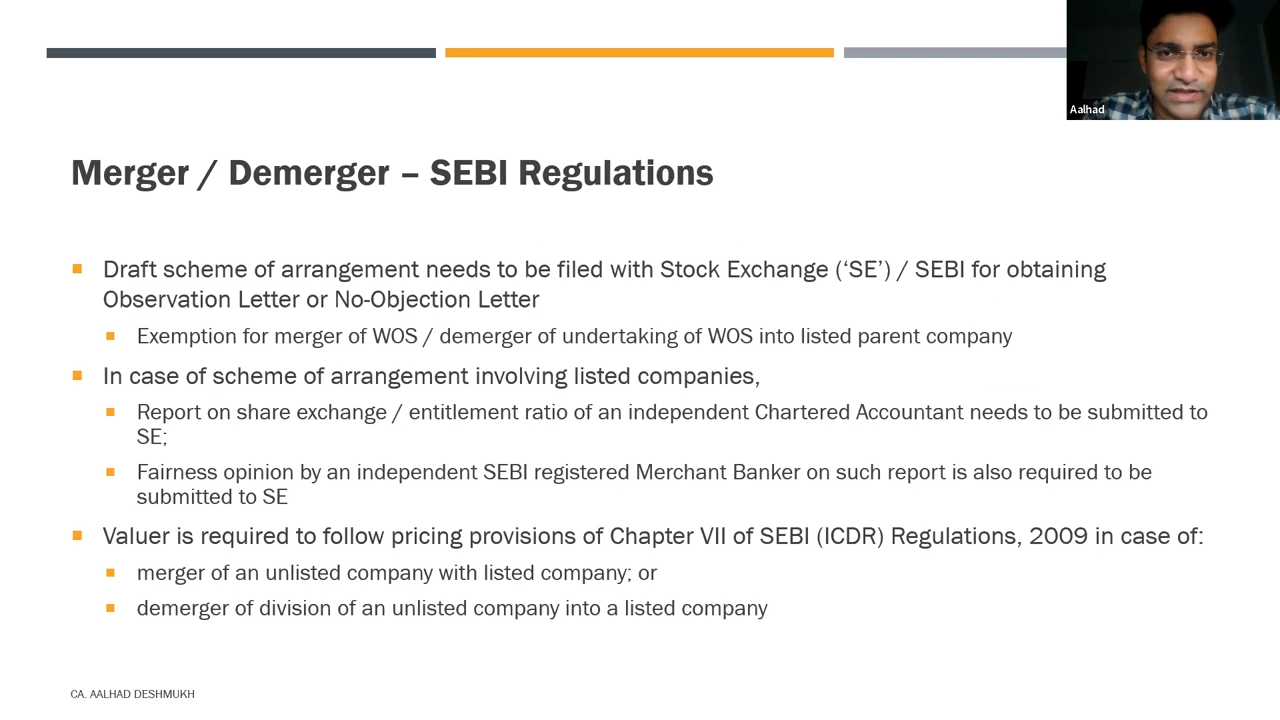 Aalhad
Merger / Demerger – SEBI Regulations
Draft scheme of arrangement needs to be filed with Stock Exchange (‘SE’) / SEBI for obtaining
Observation Letter or No-Objection Letter
Exemption for merger of WOS / demerger of undertaking of WOS into listed parent company
In case of scheme of arrangement involving listed companies,
Report on share exchange / entitlement ratio of an independent Chartered Accountant needs to be submitted to
SE;
Fairness opinion by an independent SEBI registered Merchant Banker on such report is also required to be
submitted to SE
Valuer is required to follow pricing provisions of Chapter VII of SEBI (ICDR) Regulations, 2009 in case of:
merger of an unlisted company with listed company; or
demerger of division of an unlisted company into a listed company
CA. AALHAD DESHMUKH